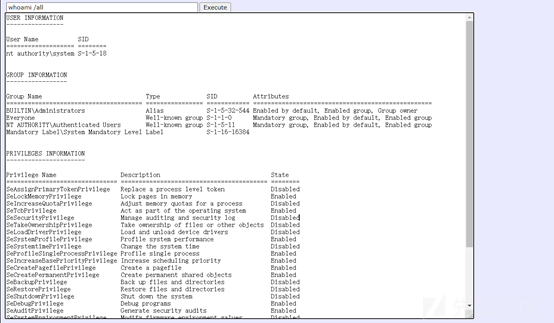 whoami /all
Execute
USER INFORMATION
----------------
User Name SID
=================== ========
nt authority\system S-1-5-18
GROUP INFORMATION
-----------------
Group Name Type SID Attributes
BUILTIN\Administrators Alias S-1-5-32-544 Enabled by default, Enabled group, Group owner
Everyone Well-known group S-1-1-0 Mandatory group, Enabled by default, Enabled group
NT AUTHORITY\Authenticated Users Well-known group S-1-5-11 Mandatory group, Enabled by default, Enabled group
Mandatory Label\System Mandatory Level Label S-1-16-16384
PRIVILEGES INFORMATION
----------------------
Privilege Name Description State
SeAssignPrimaryTokenPrivilege Replace a process level token Disabled
SeLockMemoryPrivilege Lock pages in memory Enabled
SeIncreaseQuotaPrivilege Adjust memory quotas for a process Disabled
SeTcbPrivilege Act as part of the operating system Enabled
SeSecurityPrivilege Manage auditing and security log Disabled
SeTakeOwnershipPrivilege Take ownership of files or other objects Disabled
SeLoadDriverPrivilege Load and unload device drivers Disabled
SeSystemProfilePrivilege Profile system performance Enabled
SeSystemtimePrivilege Change the system time Disabled
SeProfileSingleProcessPrivilege Profile single process Enabled
SeIncreaseBasePriorityPrivilege Increase scheduling priority Enabled
SeCreatePagefilePrivilege Create a pagefile Enabled
SeCreatePermanentPrivilege Create permanent shared objects Enabled
SeBackupPrivilege Back up files and directories Disabled
SeRestorePrivilege Restore files and directories Disabled
SeShutdownPrivilege Shut down the system Disabled
SeDebugPrivilege Debug programs Enabled
SeAuditPrivilege Generate security audits Enabled
SeSystemEnvironmentPrivilege Modify firmware environment values Disabled